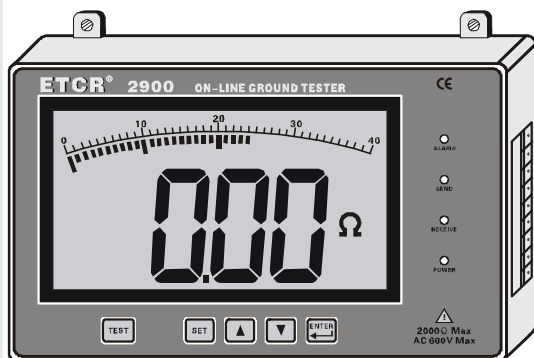 ETCR® 2900 ON-LINE GROUND TESTER
CE
0 10 20 30 40
0.00 Ω
ALARM
SEND
RECEIVE
POWER
TEST SET ▲ ▼ ENTER
2000Ω Max
AC 600V Max